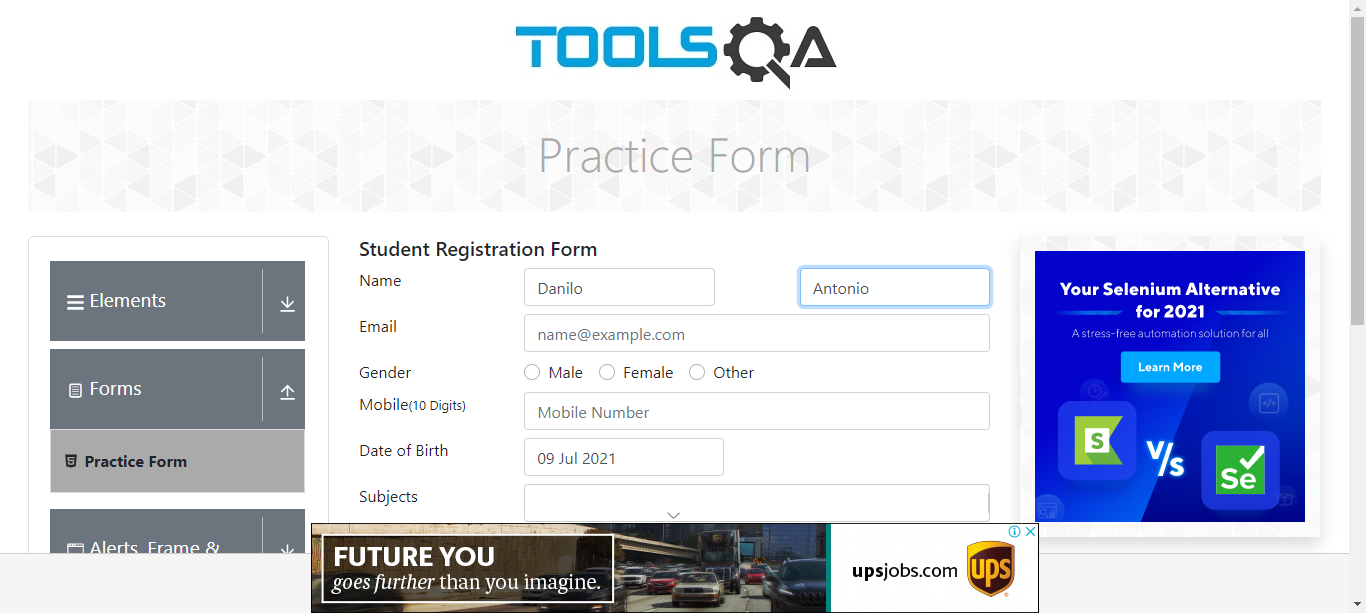 TOOLSQA
Practice Form
Elements
Forms
Practice Form
Alerts, Frame &
Student Registration Form
Name
Danilo
Antonio
Email
name@example.com
Gender
Male
Female
Other
Mobile(10 Digits)
Mobile Number
Date of Birth
09 Jul 2021
Subjects
Your Selenium Alternative
for 2021
A stress-free automation solution for all
Learn More
S
V/s
Se
FUTURE YOU
goes further than you imagine.
upsjobs.com
ups